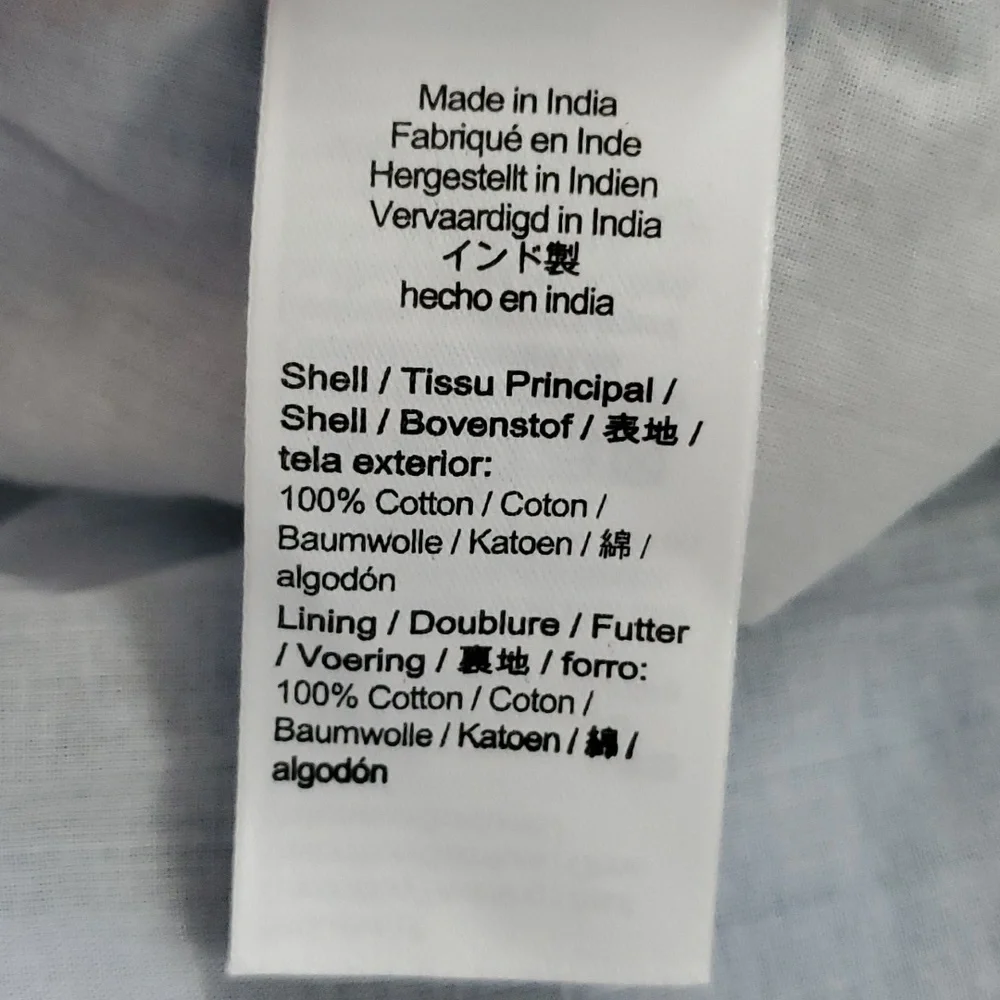 Made in India
Fabriqué en Inde
Hergestellt in Indien
Vervaardigd in India
インド製
hecho en india
Shell / Tissu Principal /
Shell / Bovenstof / 表地 /
tela exterior:
100% Cotton / Coton /
Baumwolle / Katoen / 綿 /
algodón
Lining / Doublure / Futter
/ Voering / 裏地 / forro:
100% Cotton / Coton /
Baumwolle / Katoen / 綿 /
algodón